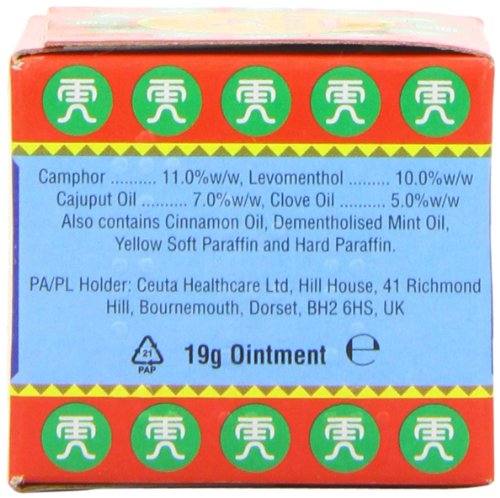 Camphor .......... 11.0%w/w, Levomenthol .......... 10.0%w/w
Cajuput Oil .......... 7.0%w/w, Clove Oil .......... 5.0%w/w
Also contains Cinnamon Oil, Dementholised Mint Oil,
Yellow Soft Paraffin and Hard Paraffin.
PA/PL Holder: Ceuta Healthcare Ltd, Hill House, 41 Richmond
Hill, Bournemouth, Dorset, BH2 6HS, UK
21
PAP
19g Ointment ℮